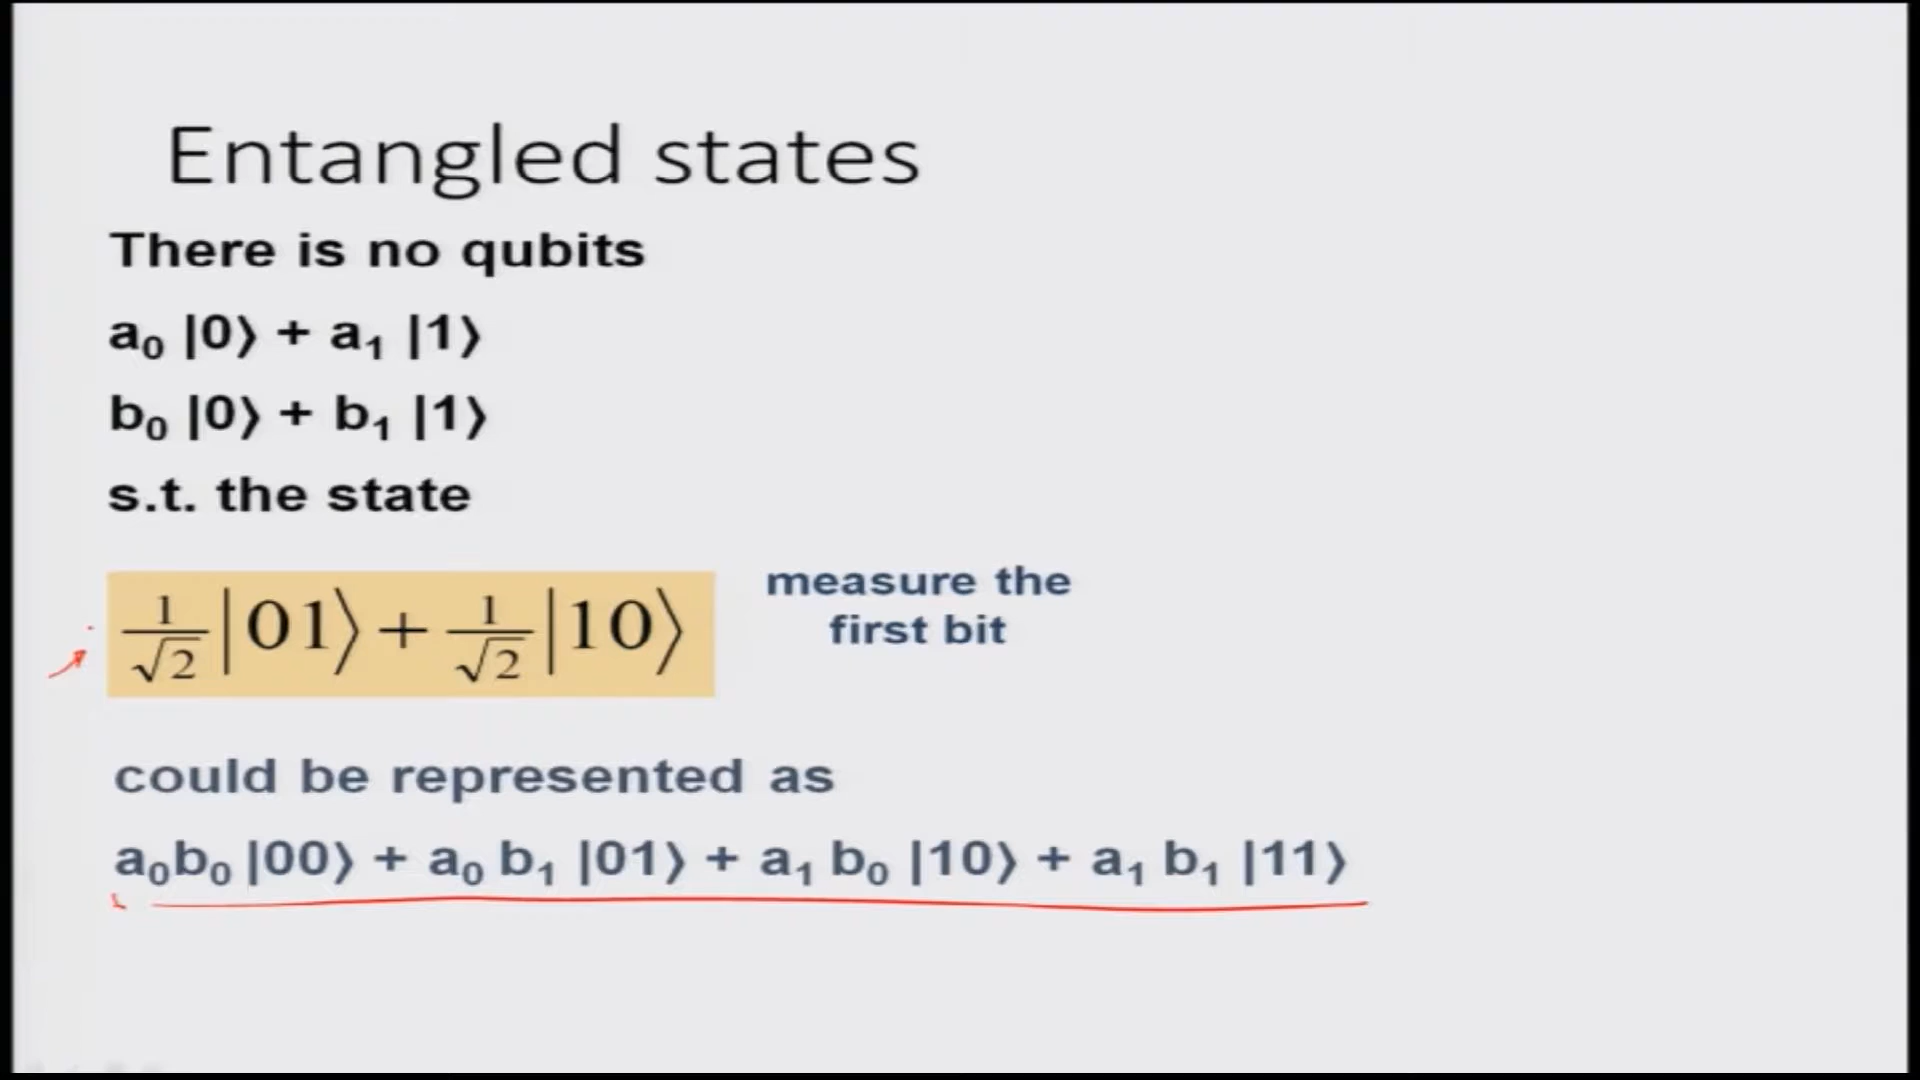 Entangled states
There is no qubits
a₀ |0⟩ + a₁ |1⟩
b₀ |0⟩ + b₁ |1⟩
s.t. the state
1/√2 |01⟩ + 1/√2 |10⟩
measure the
first bit
could be represented as
a₀b₀ |00⟩ + a₀ b₁ |01⟩ + a₁ b₀ |10⟩ + a₁ b₁ |11⟩